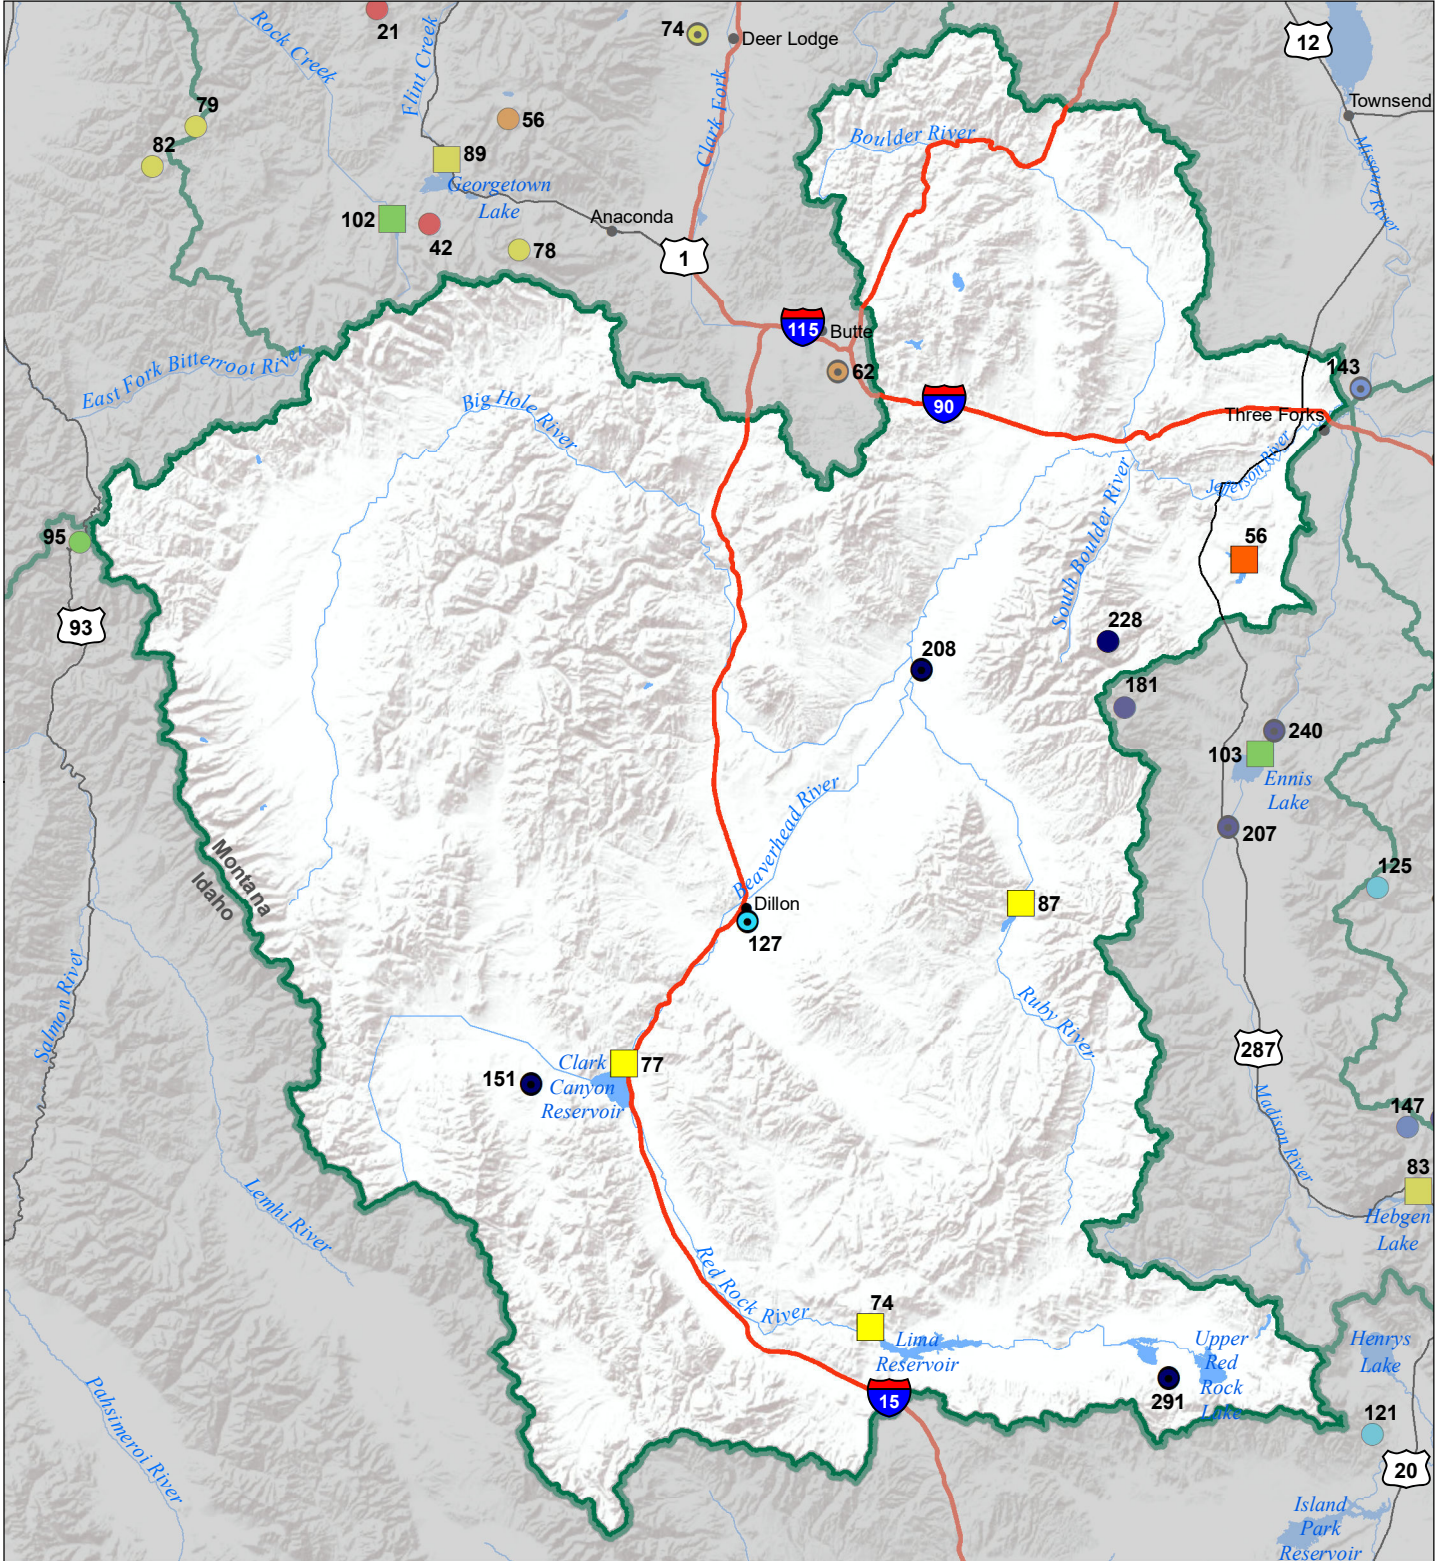 21
Rock Creek
Flint Creek
74
Deer Lodge
12
Clark Fork
79
82
56
89
Townsend
Missouri River
Boulder River
Georgetown
Lake
102
42
78
Anaconda
1
115
Butte
62
90
143
Three Forks
East Fork Bitterroot River
Big Hole River
Jefferson River
South Boulder River
56
95
93
228
208
181
240
103
Ennis
Lake
207
Beaverhead River
Montana
Idaho
125
Dillon
127
87
Salmon River
Ruby River
287
Clark
Canyon
Reservoir
77
151
Madison River
147
83
Hebgen
Lake
Lemhi River
Red Rock River
74
Lima
Reservoir
Upper
Red
Rock
Lake
291
Henrys
Lake
15
121
20
Pahsimeroi River
Island
Park
Reservoir